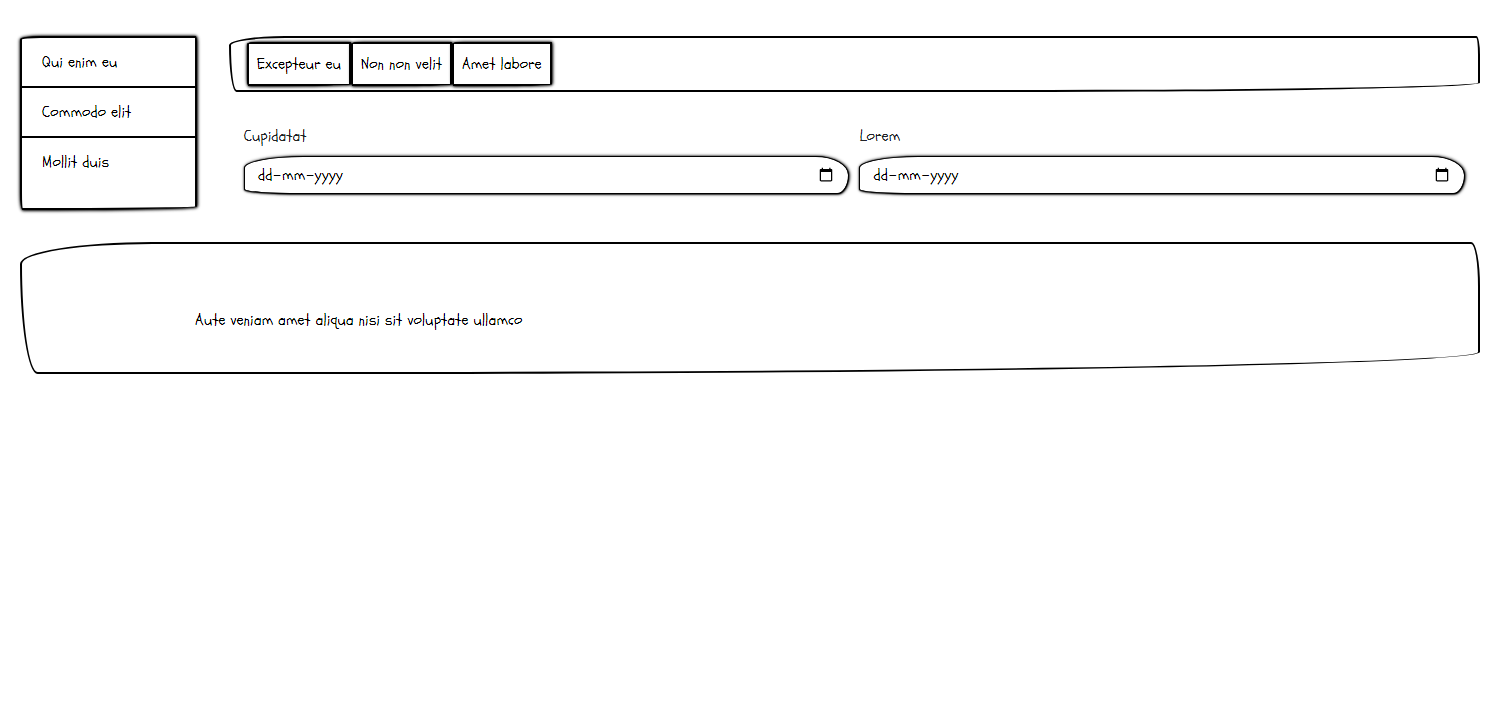 Qui enim eu
Commodo elit
Mollit duis
Excepteur eu Non non velit Amet labore
Cupidatat Lorem
dd-mm-yyyy dd-mm-yyyy
Aute veniam amet aliqua nisi sit voluptate ullamco